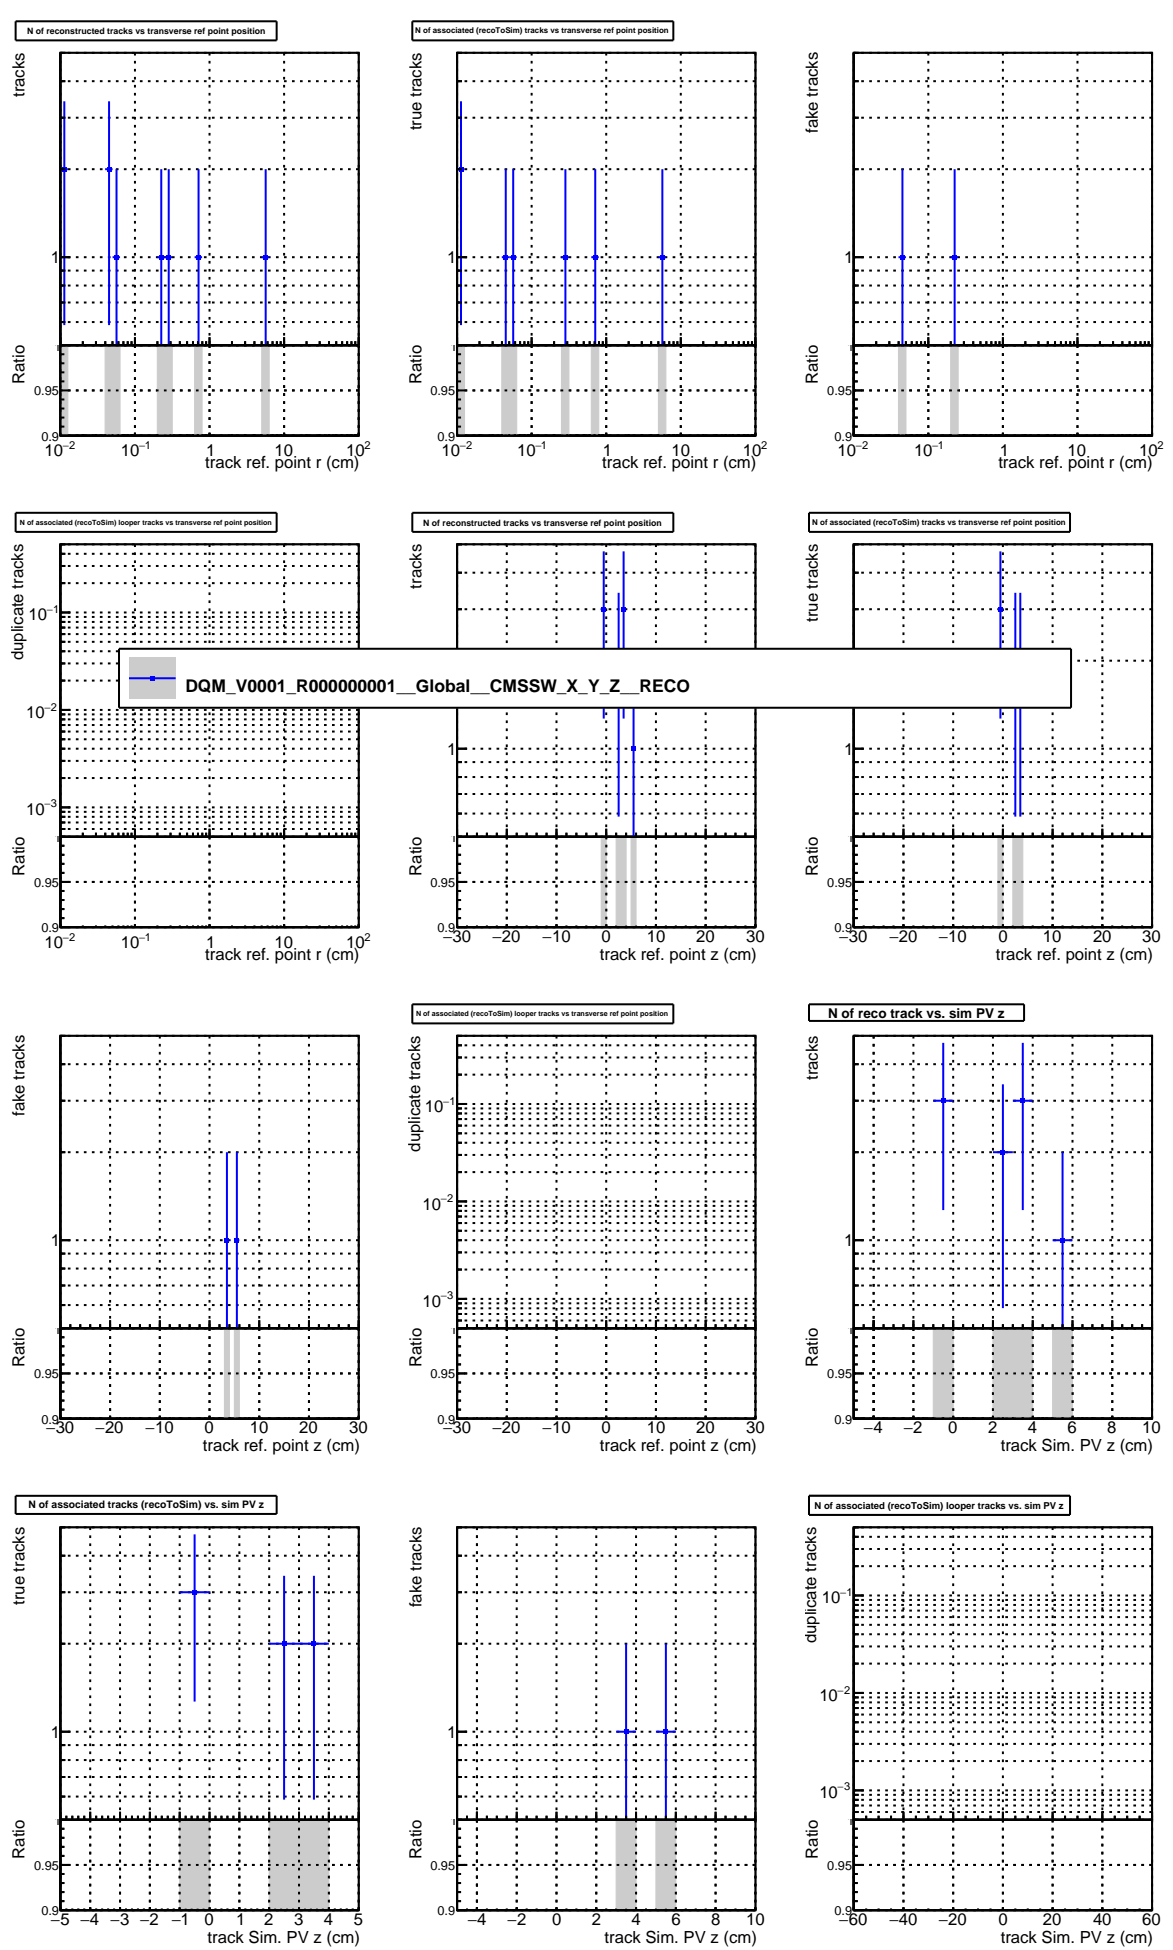 N of reconstructed tracks vs transverse ref point position
tracks
1
Ratio
0.95
0.9
10−2 10−1 1 10 102
track ref. point r (cm)
N of associated (recoToSim) tracks vs transverse ref point position
true tracks
1
Ratio
0.95
0.9
10−2 10−1 1 10 102
track ref. point r (cm)
fake tracks
1
Ratio
0.95
0.9
10−2 10−1 1 10 102
track ref. point r (cm)
N of associated (recoToSim) looper tracks vs transverse ref point position
duplicate tracks
10−1
10−2
10−3
Ratio
0.95
0.9
10−2 10−1 1 10 102
track ref. point r (cm)
N of reconstructed tracks vs transverse ref point position
tracks
1
Ratio
0.95
0.9
−30 −20 −10 0 10 20 30
track ref. point z (cm)
N of associated (recoToSim) tracks vs transverse ref point position
true tracks
1
Ratio
0.95
0.9
−30 −20 −10 0 10 20 30
track ref. point z (cm)
DQM_V0001_R000000001__Global__CMSSW_X_Y_Z__RECO
fake tracks
1
Ratio
0.95
0.9
−30 −20 −10 0 10 20 30
track ref. point z (cm)
N of associated (recoToSim) looper tracks vs transverse ref point position
duplicate tracks
10−1
10−2
10−3
Ratio
0.95
0.9
−30 −20 −10 0 10 20 30
track ref. point z (cm)
N of reco track vs. sim PV z
tracks
1
Ratio
0.95
0.9
−4 −2 0 2 4 6 8 10
track Sim. PV z (cm)
N of associated tracks (recoToSim) vs. sim PV z
true tracks
1
Ratio
0.95
0.9
−5 −4 −3 −2 −1 0 1 2 3 4 5
track Sim. PV z (cm)
fake tracks
1
Ratio
0.95
0.9
−4 −2 0 2 4 6 8 10
track Sim. PV z (cm)
N of associated (recoToSim) looper tracks vs. sim PV z
duplicate tracks
10−1
10−2
10−3
Ratio
0.95
0.9
−60 −40 −20 0 20 40 60
track Sim. PV z (cm)